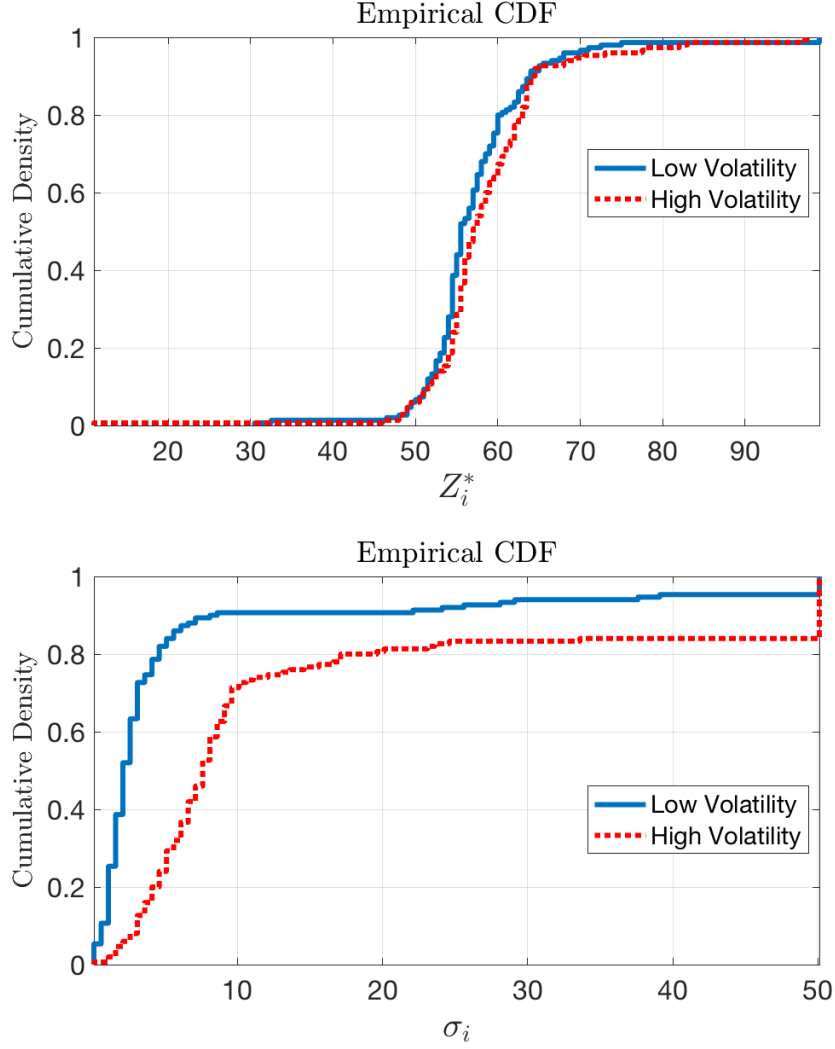 Empirical CDF
Cumulative Density
1
0.8
0.6
0.4
0.2
0
Low Volatility
High Volatility
20 30 40 50 60 70 80 90
Z_i^*
Empirical CDF
Cumulative Density
1
0.8
0.6
0.4
0.2
0
Low Volatility
High Volatility
10 20 30 40 50
σ_i